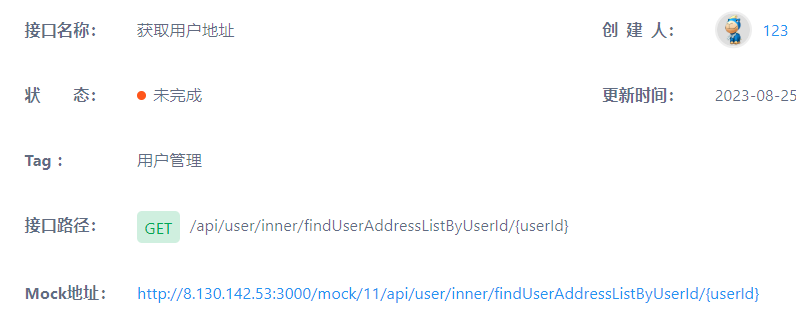 接口名称： 获取用户地址 创 建 人： 123
状 态： 未完成 更新时间： 2023-08-25
Tag ： 用户管理
接口路径： GET /api/user/inner/findUserAddressListByUserId/{userId}
Mock地址： http://8.130.142.53:3000/mock/11/api/user/inner/findUserAddressListByUserId/{userId}